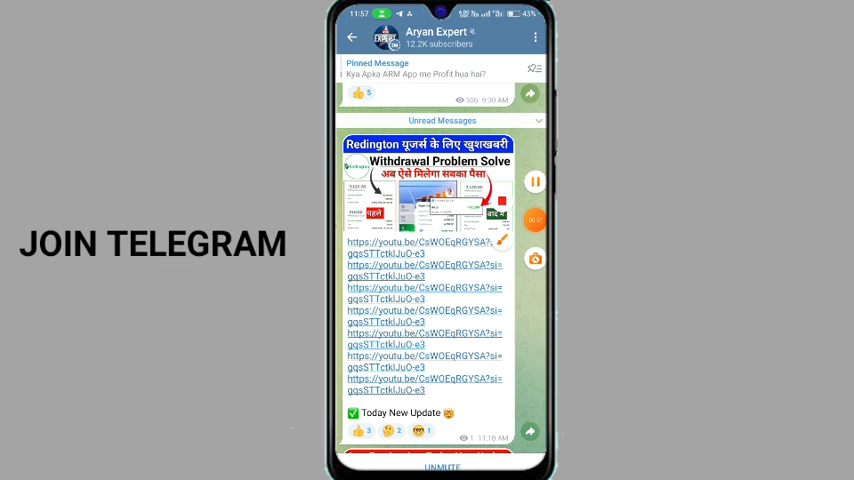 11:57
43%
Aryan Expert
12.2K subscribers
Pinned Message
Kya Apka ARM App me Profit hua hai?
5
506 9:30 AM
Unread Messages
Redington यूजर्स के लिए खुशखबरी
Redington
Withdrawal Problem Solve
अब ऐसे मिलेगा सबका पैसा
पहले
बाद में
https://youtu.be/CsWOEqRGYSA?si=
gqsSTTctklJuO-e3
https://youtu.be/CsWOEqRGYSA?si=
gqsSTTctklJuO-e3
https://youtu.be/CsWOEqRGYSA?si=
gqsSTTctklJuO-e3
https://youtu.be/CsWOEqRGYSA?si=
gqsSTTctklJuO-e3
https://youtu.be/CsWOEqRGYSA?si=
gqsSTTctklJuO-e3
https://youtu.be/CsWOEqRGYSA?si=
gqsSTTctklJuO-e3
https://youtu.be/CsWOEqRGYSA?si=
gqsSTTctklJuO-e3
✅ Today New Update 🤯
3 2 1
1 11:10 AM
UNMUTE
JOIN TELEGRAM